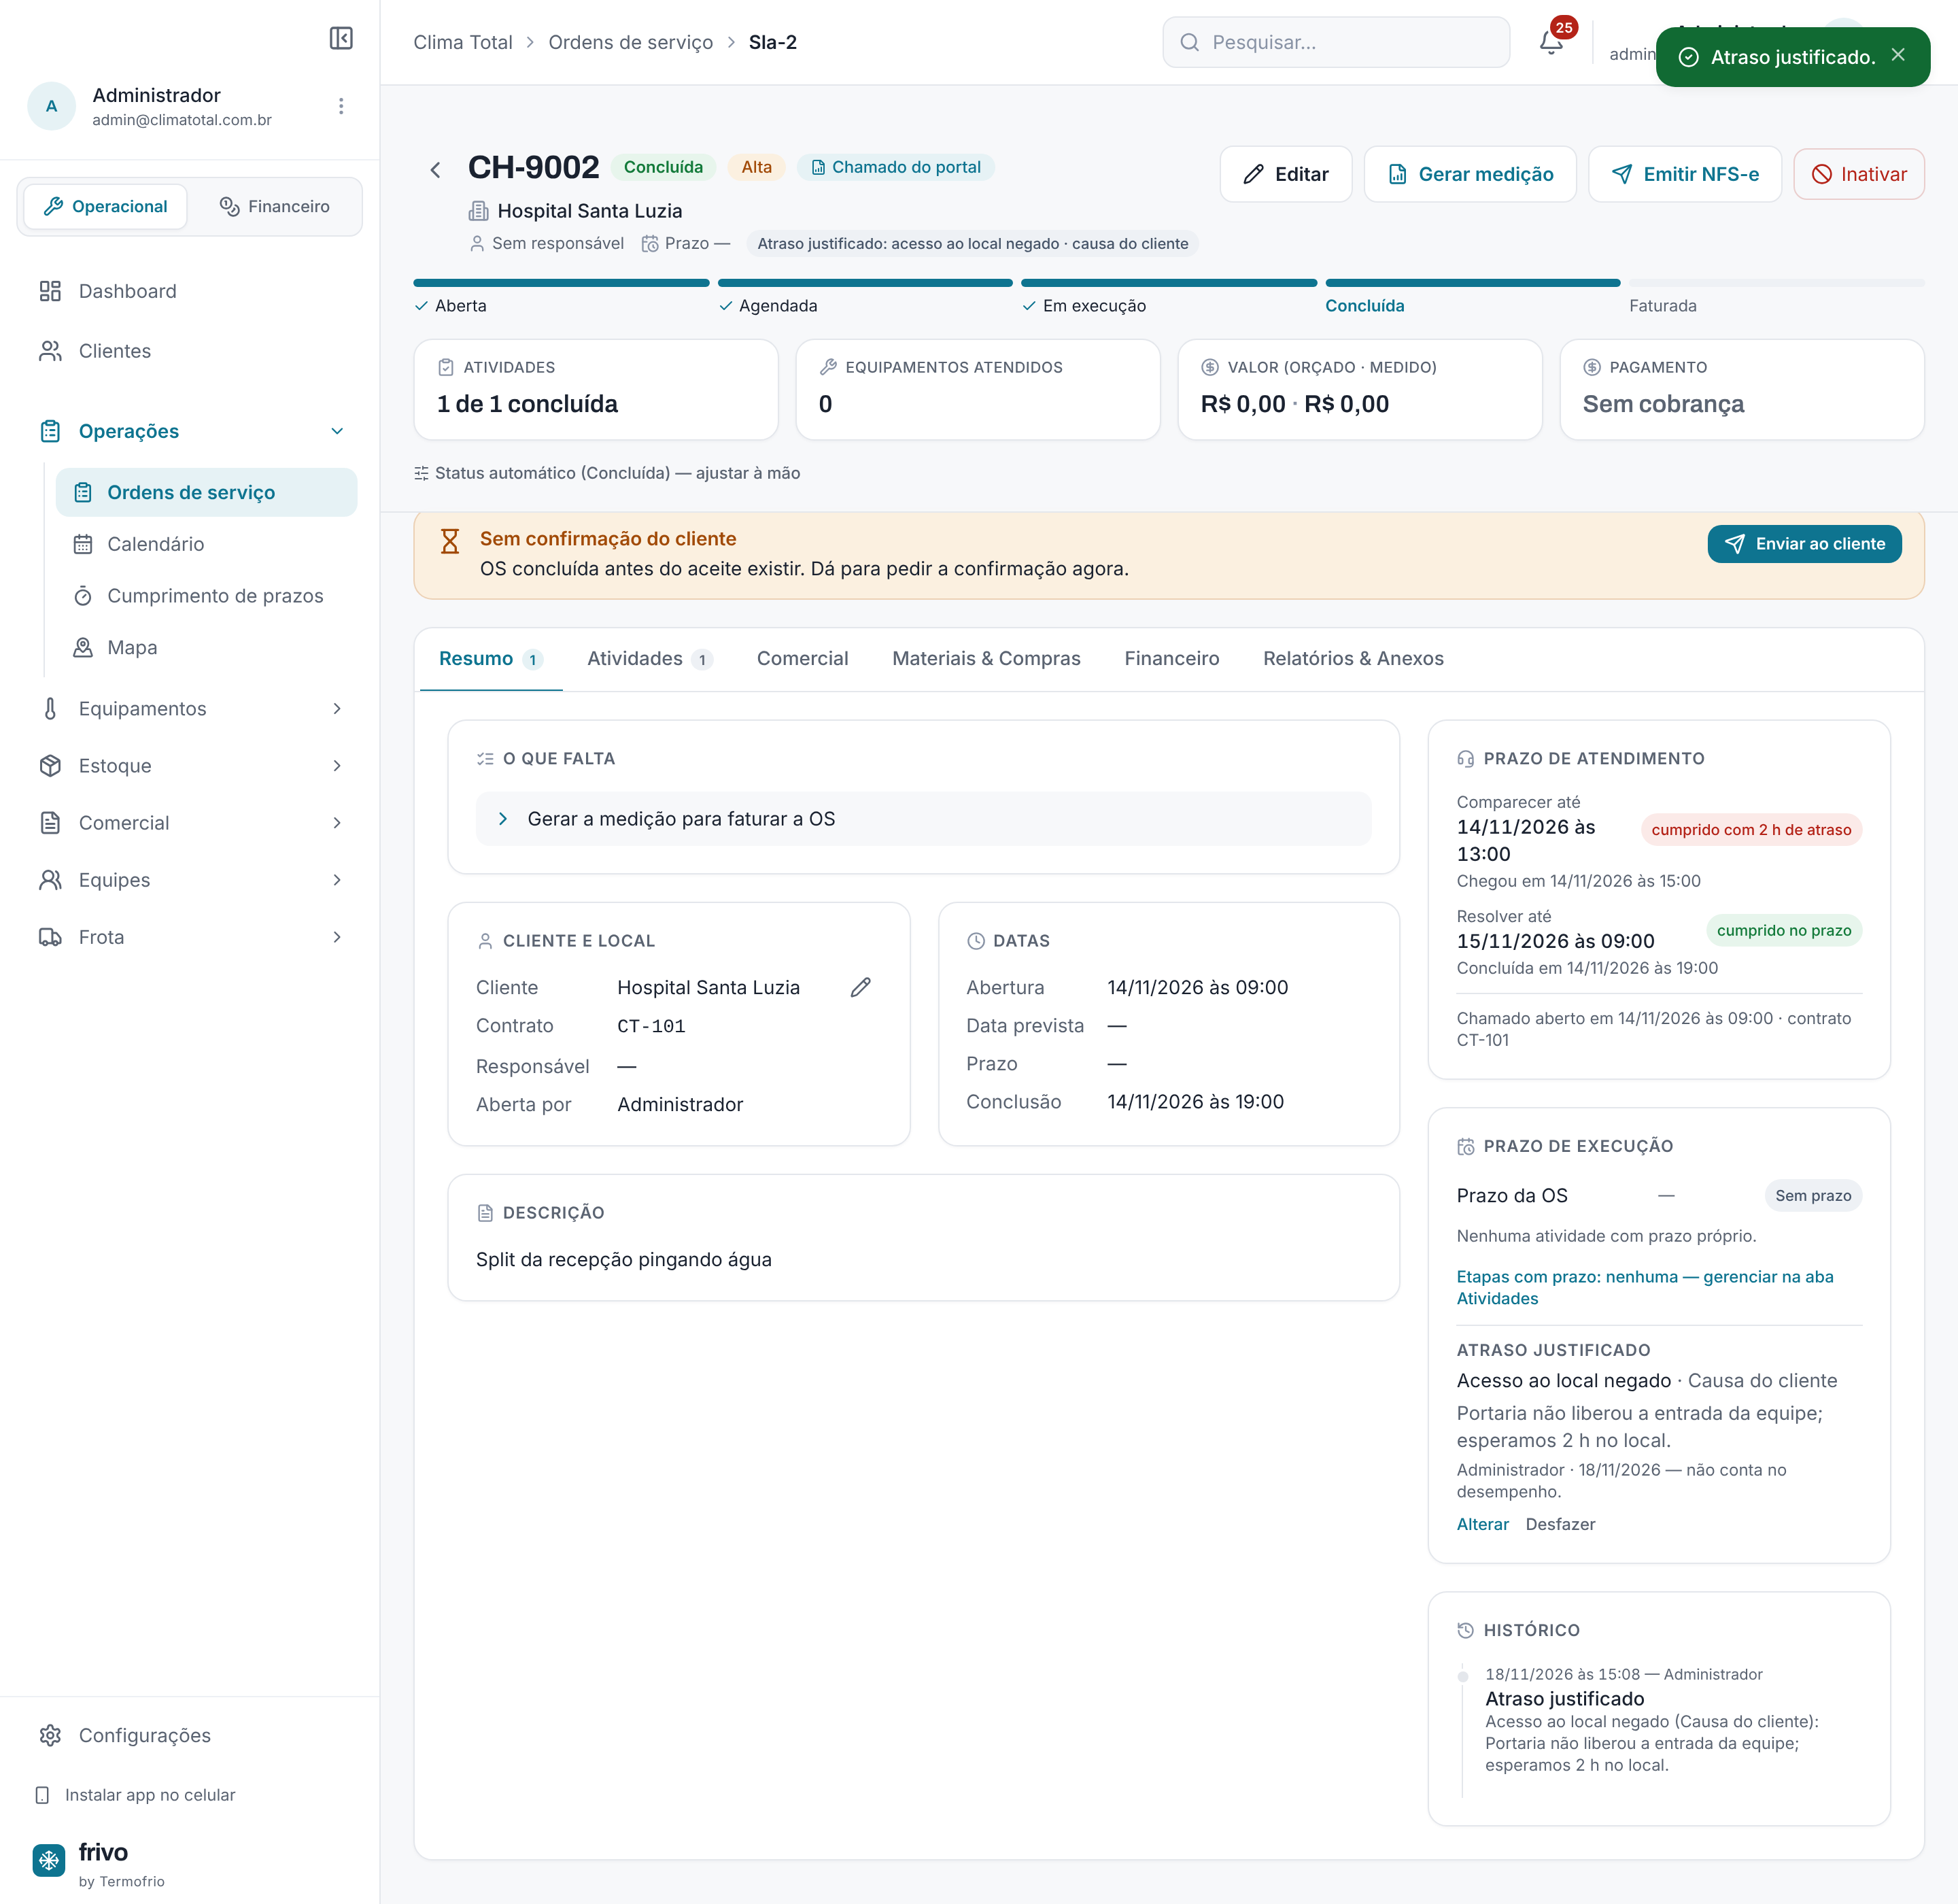 A
Administrador
admin@climatotal.com.br
Operacional
Financeiro
Dashboard
Clientes
Operações
Ordens de serviço
Calendário
Cumprimento de prazos
Mapa
Equipamentos
Estoque
Comercial
Equipes
Frota
Configurações
Instalar app no celular
frivo
by Termofrio
Clima Total > Ordens de serviço > Sla-2
Pesquisar...
25
admin
Atraso justificado.
CH-9002
Concluída
Alta
Chamado do portal
Editar
Gerar medição
Emitir NFS-e
Inativar
Hospital Santa Luzia
Sem responsável
Prazo —
Atraso justificado: acesso ao local negado · causa do cliente
Aberta
Agendada
Em execução
Concluída
Faturada
ATIVIDADES
1 de 1 concluída
EQUIPAMENTOS ATENDIDOS
0
VALOR (ORÇADO · MEDIDO)
R$ 0,00 · R$ 0,00
PAGAMENTO
Sem cobrança
Status automático (Concluída) — ajustar à mão
Sem confirmação do cliente
OS concluída antes do aceite existir. Dá para pedir a confirmação agora.
Enviar ao cliente
Resumo 1
Atividades 1
Comercial
Materiais & Compras
Financeiro
Relatórios & Anexos
O QUE FALTA
Gerar a medição para faturar a OS
CLIENTE E LOCAL
Cliente Hospital Santa Luzia
Contrato CT-101
Responsável —
Aberta por Administrador
DATAS
Abertura 14/11/2026 às 09:00
Data prevista —
Prazo —
Conclusão 14/11/2026 às 19:00
DESCRIÇÃO
Split da recepção pingando água
PRAZO DE ATENDIMENTO
Comparecer até
14/11/2026 às
13:00
cumprido com 2 h de atraso
Chegou em 14/11/2026 às 15:00
Resolver até
15/11/2026 às 09:00
cumprido no prazo
Concluída em 14/11/2026 às 19:00
Chamado aberto em 14/11/2026 às 09:00 · contrato
CT-101
PRAZO DE EXECUÇÃO
Prazo da OS — Sem prazo
Nenhuma atividade com prazo próprio.
Etapas com prazo: nenhuma — gerenciar na aba
Atividades
ATRASO JUSTIFICADO
Acesso ao local negado · Causa do cliente
Portaria não liberou a entrada da equipe;
esperamos 2 h no local.
Administrador · 18/11/2026 — não conta no
desempenho.
Alterar Desfazer
HISTÓRICO
18/11/2026 às 15:08 — Administrador
Atraso justificado
Acesso ao local negado (Causa do cliente):
Portaria não liberou a entrada da equipe;
esperamos 2 h no local.